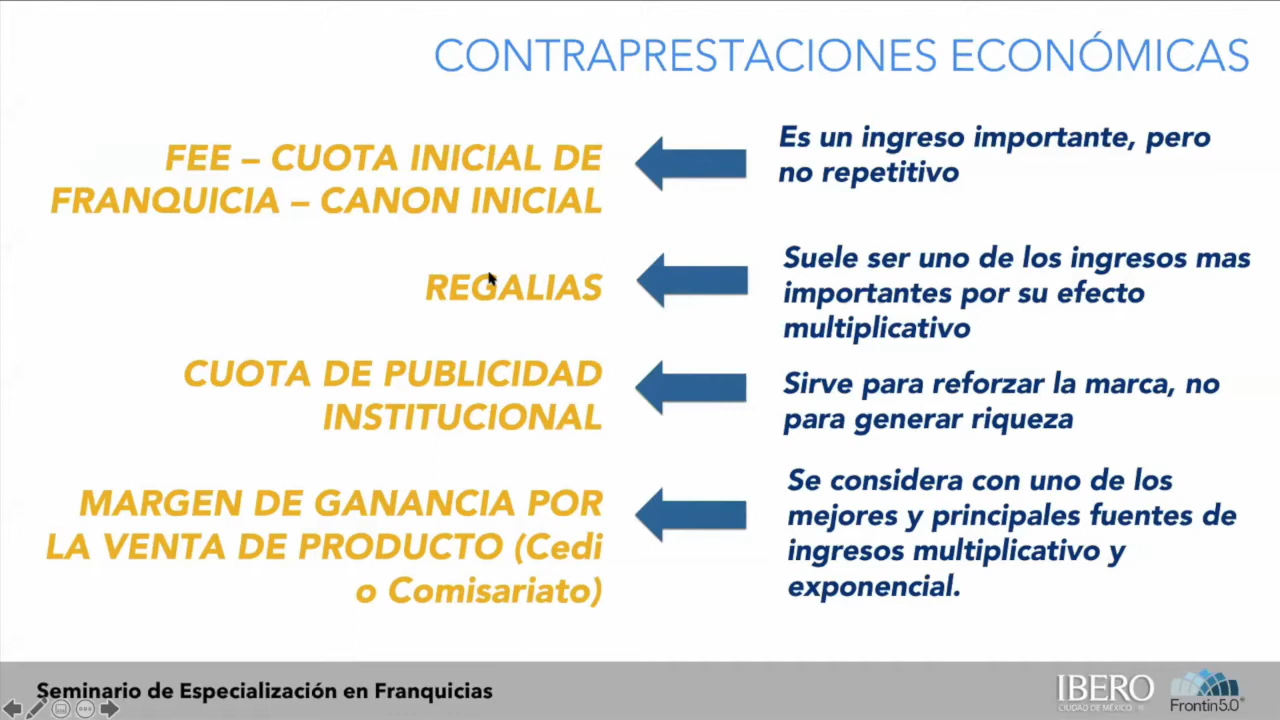 CONTRAPRESTACIONES ECONÓMICAS
FEE – CUOTA INICIAL DE
FRANQUICIA – CANON INICIAL
Es un ingreso importante, pero
no repetitivo
REGALIAS
Suele ser uno de los ingresos mas
importantes por su efecto
multiplicativo
CUOTA DE PUBLICIDAD
INSTITUCIONAL
Sirve para reforzar la marca, no
para generar riqueza
MARGEN DE GANANCIA POR
LA VENTA DE PRODUCTO (Cedi
o Comisariato)
Se considera con uno de los
mejores y principales fuentes de
ingresos multiplicativo y
exponencial.
Seminario de Especialización en Franquicias
IBERO
CIUDAD DE MÉXICO
Frontin5.0